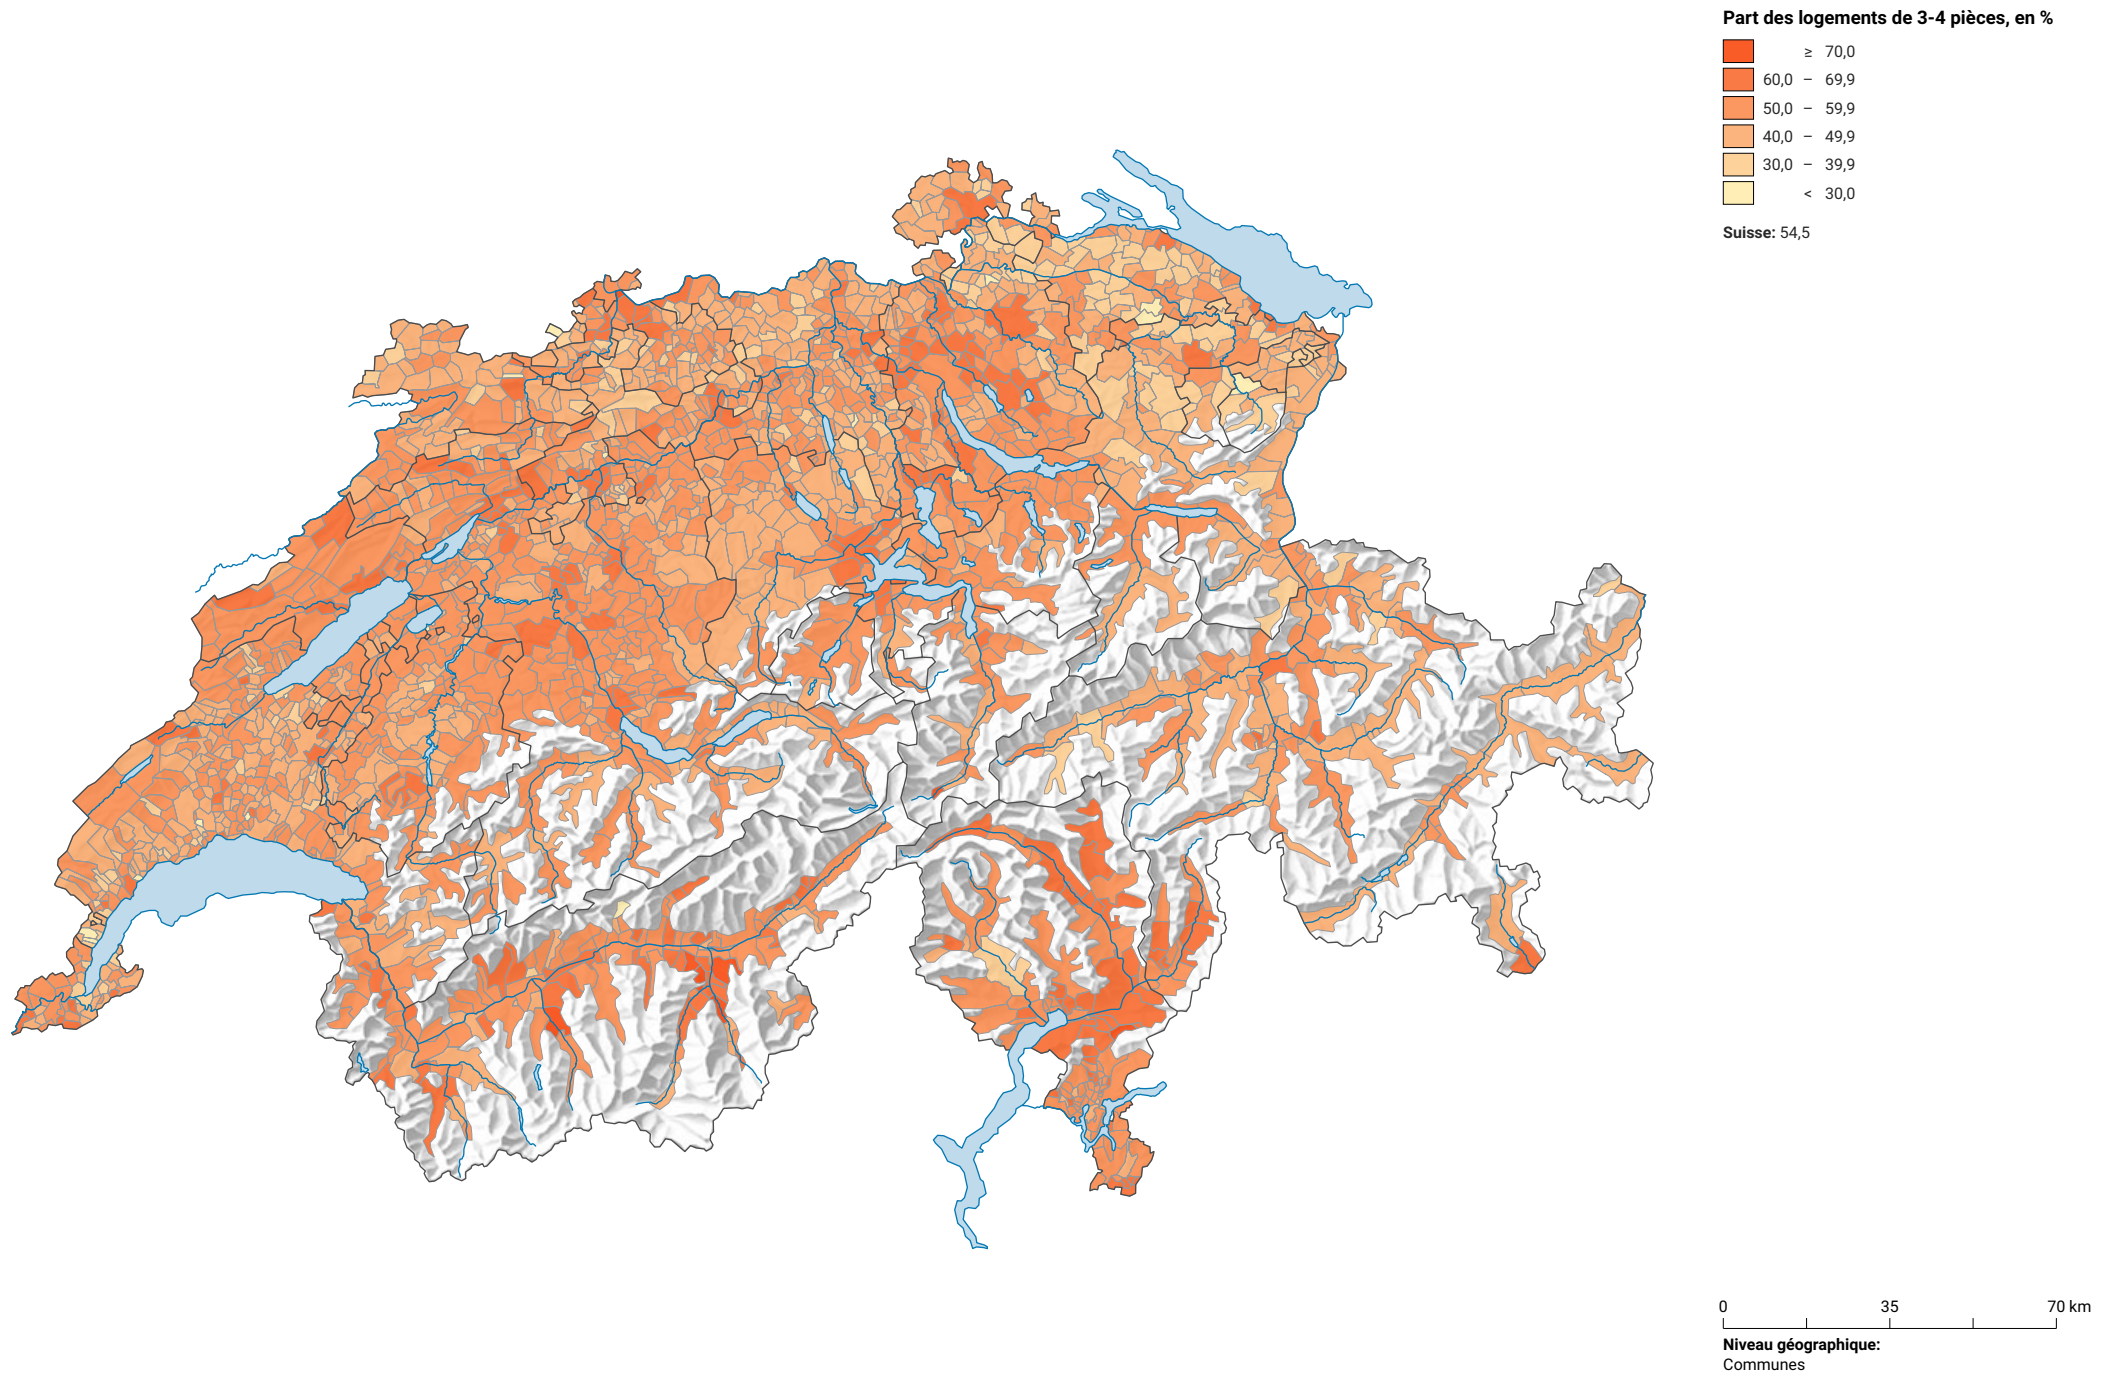 Part des logements de 3-4 pièces, en %
≥ 70,0
60,0 – 69,9
50,0 – 59,9
40,0 – 49,9
30,0 – 39,9
< 30,0
Suisse: 54,5
0 35 70 km
Niveau géographique:
Communes